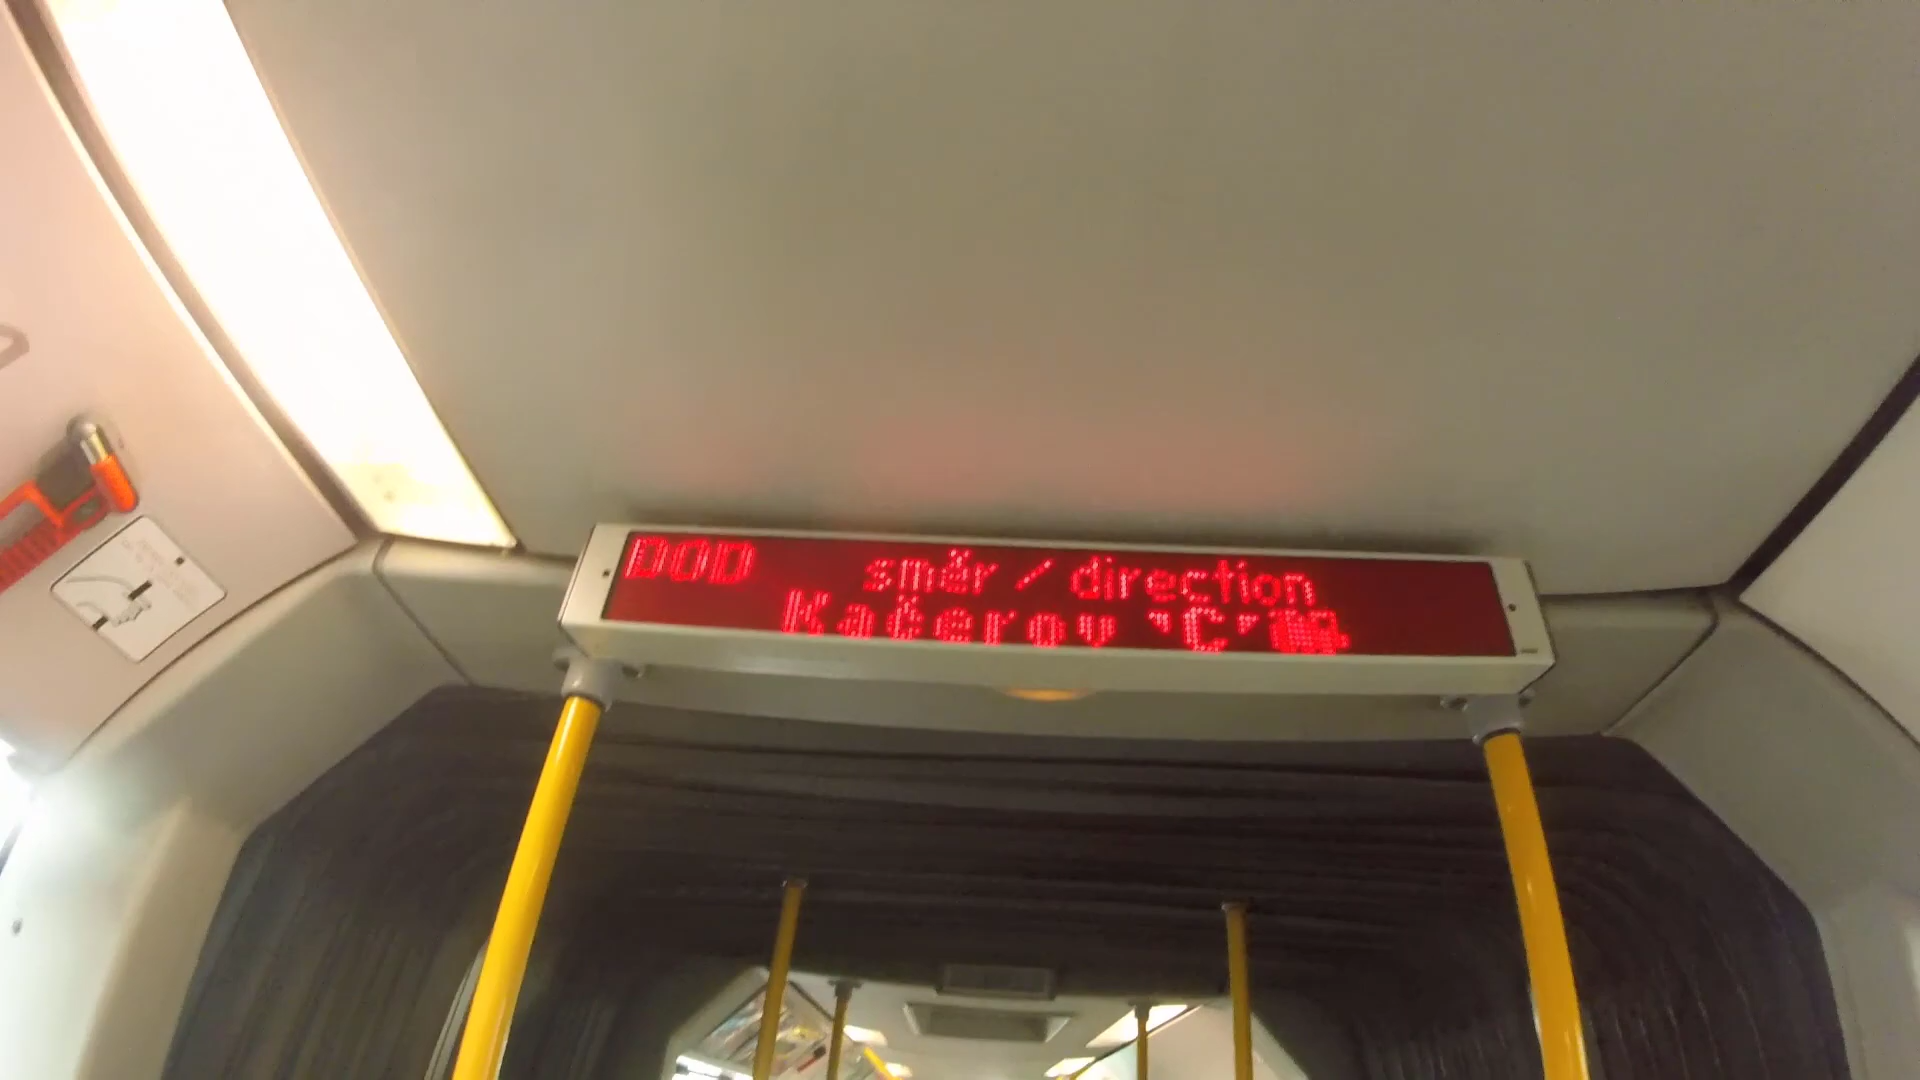 DOD
směr / direction
Kačerov "C"